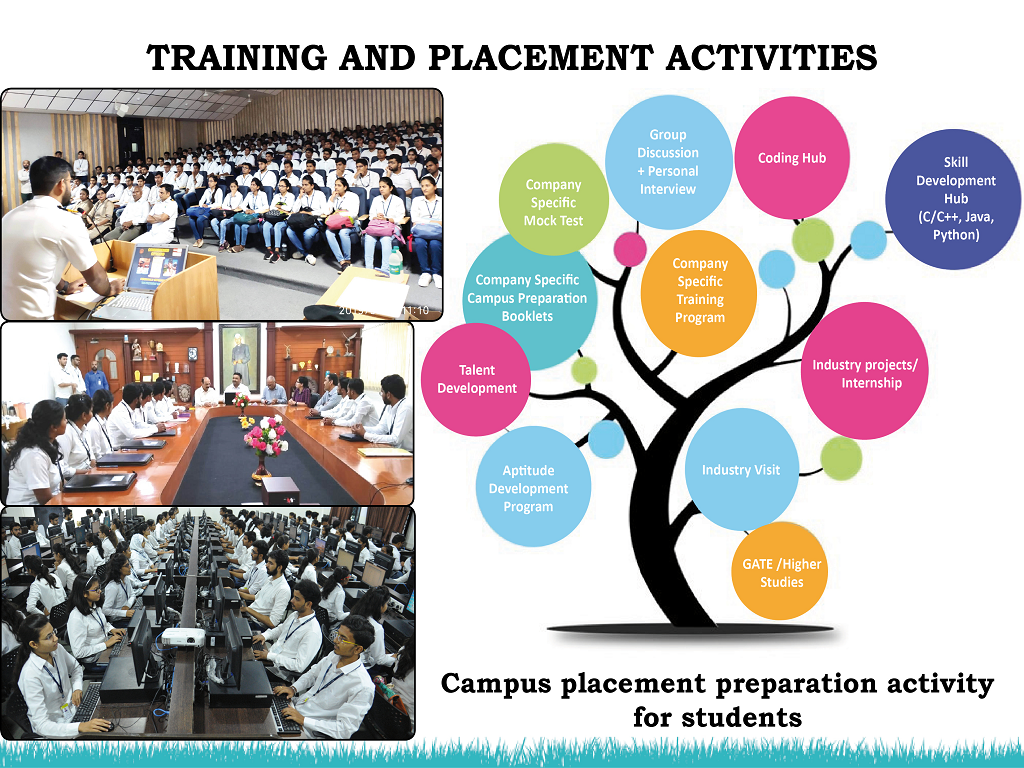 TRAINING AND PLACEMENT ACTIVITIES
Group
Discussion
+ Personal
Interview
Coding Hub
Skill
Development
Hub
(C/C++, Java,
Python)
Company
Specific
Mock Test
Company Specific
Campus Preparation
Booklets
Company
Specific
Training
Program
Talent
Development
Industry projects/
Internship
Aptitude
Development
Program
Industry Visit
GATE /Higher
Studies
Campus placement preparation activity
for students